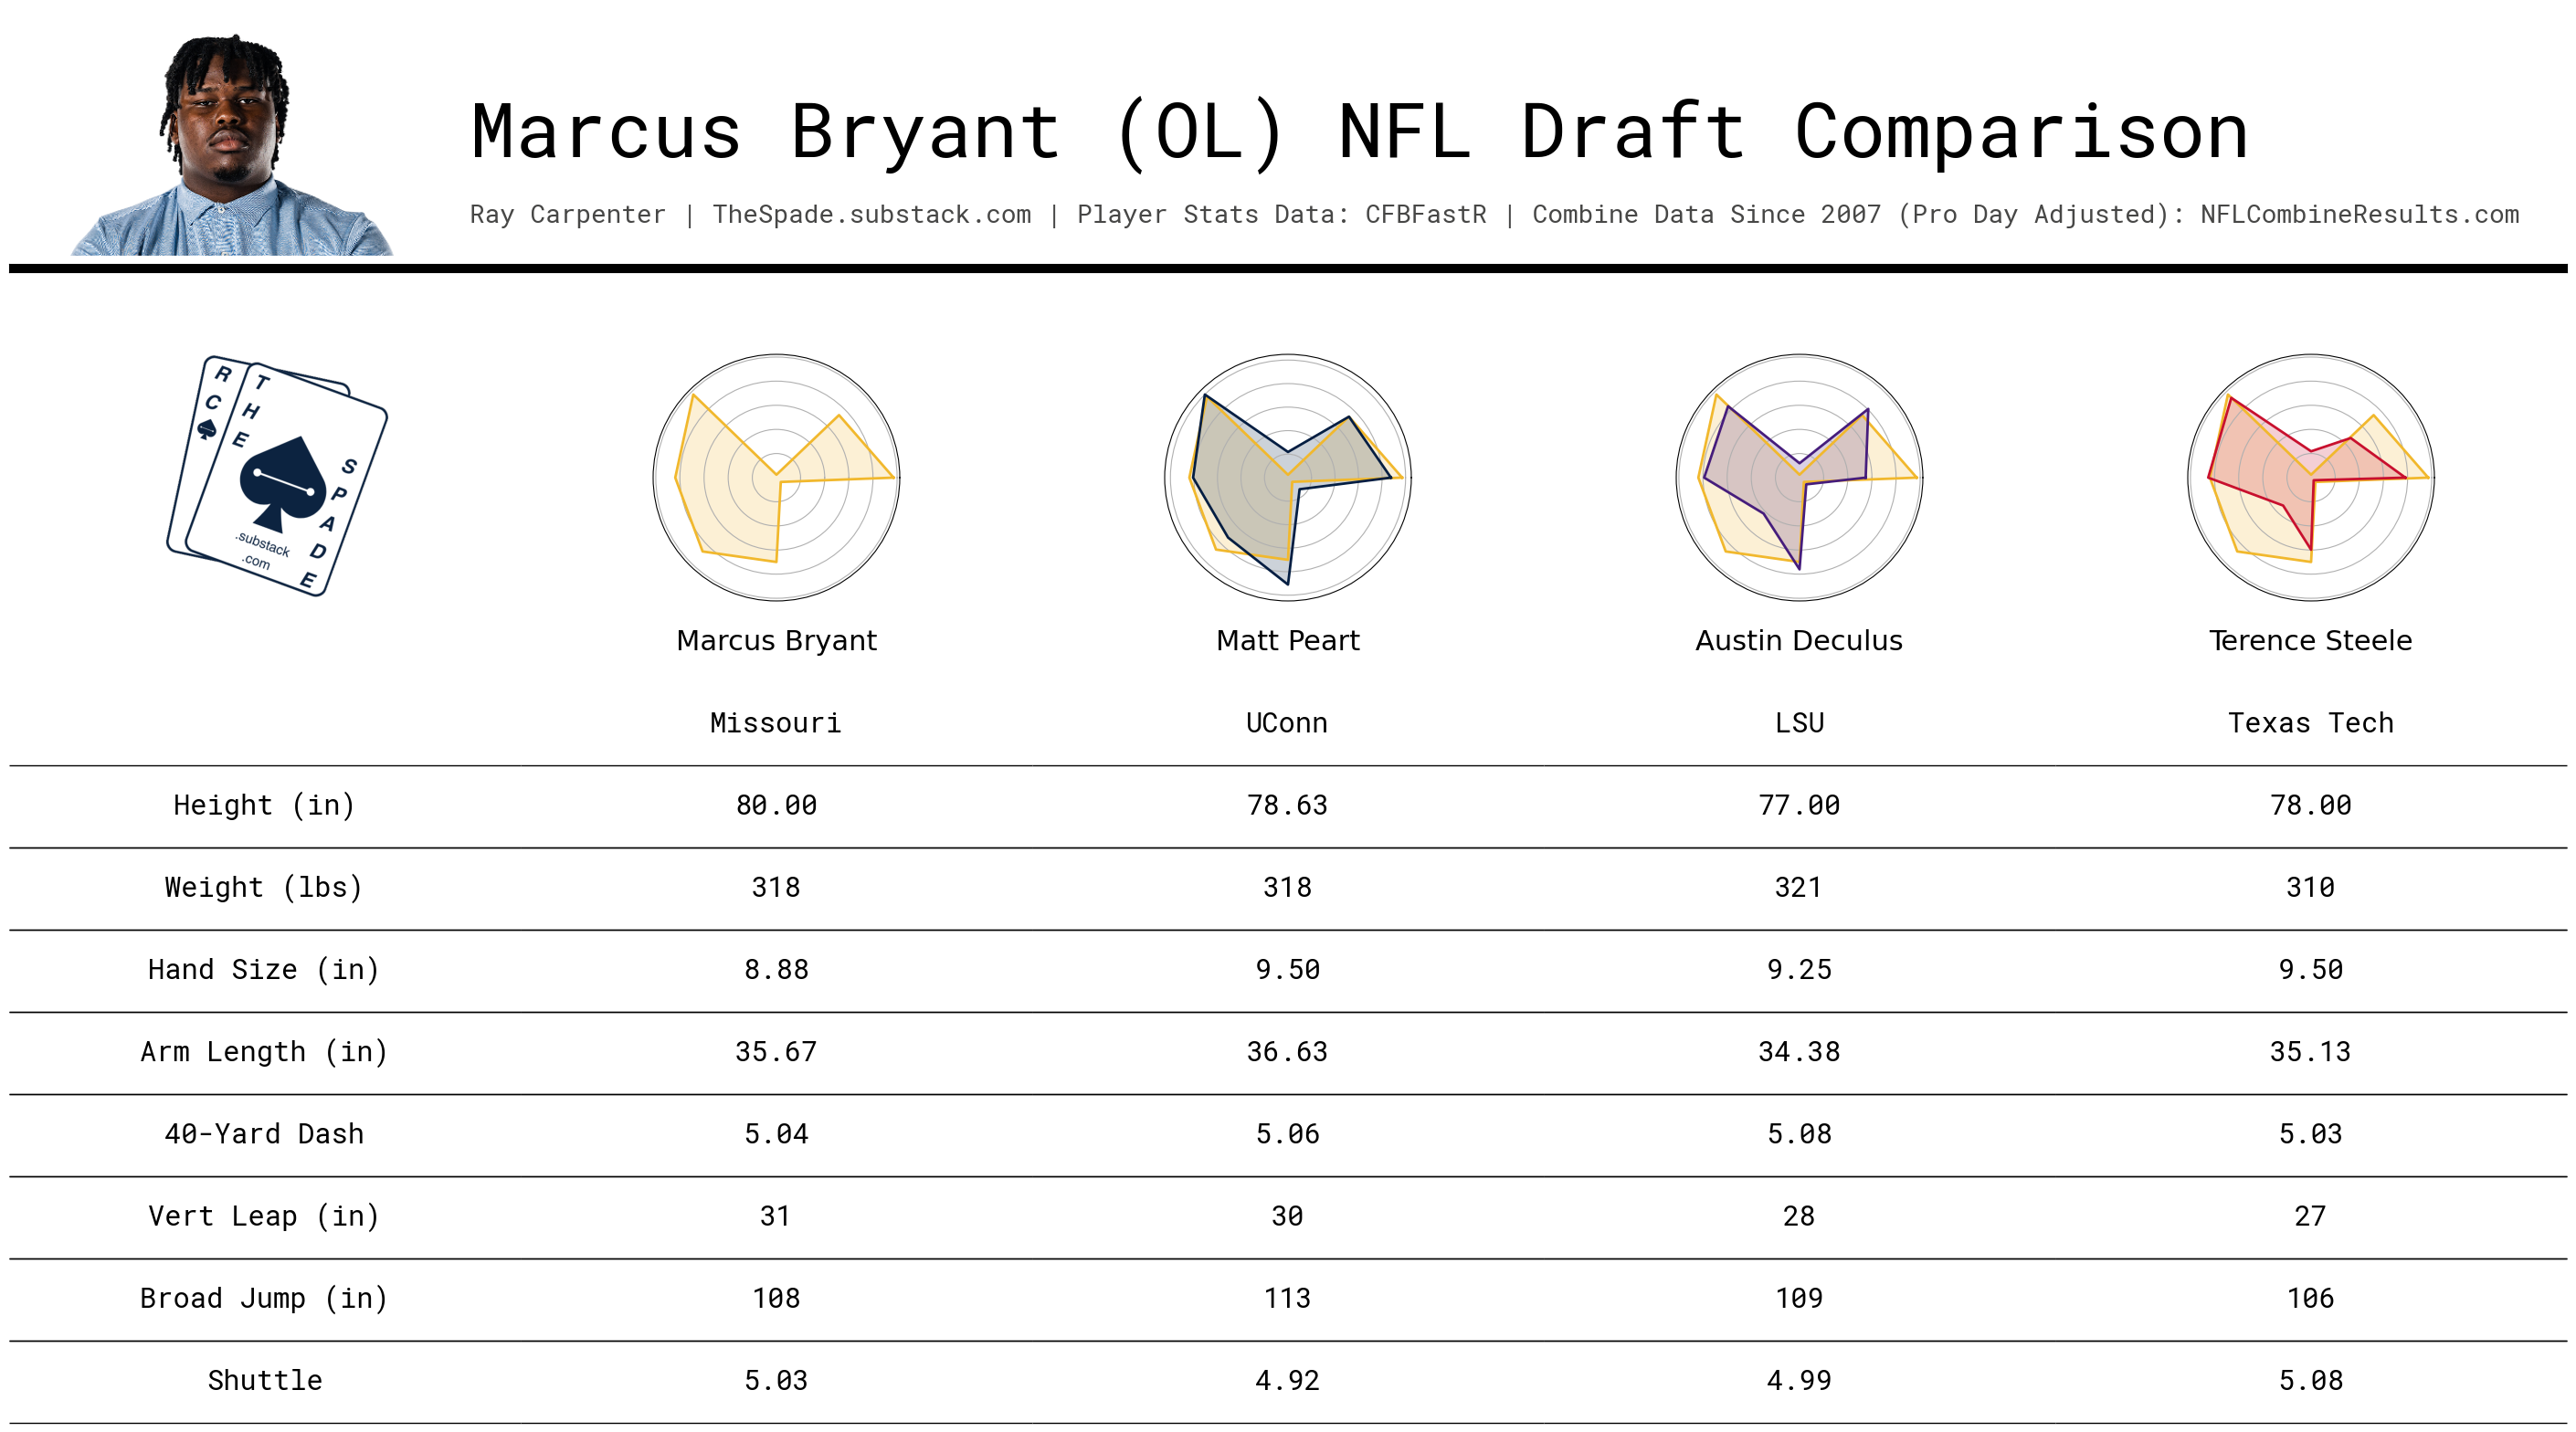 Marcus Bryant (OL) NFL Draft Comparison
Ray Carpenter | TheSpade.substack.com | Player Stats Data: CFBFastR | Combine Data Since 2007 (Pro Day Adjusted): NFLCombineResults.com
R C
T H E
S P A D E
.substack
.com
Marcus Bryant Matt Peart Austin Deculus Terence Steele
Missouri UConn LSU Texas Tech
Height (in) 80.00 78.63 77.00 78.00
Weight (lbs) 318 318 321 310
Hand Size (in) 8.88 9.50 9.25 9.50
Arm Length (in) 35.67 36.63 34.38 35.13
40-Yard Dash 5.04 5.06 5.08 5.03
Vert Leap (in) 31 30 28 27
Broad Jump (in) 108 113 109 106
Shuttle 5.03 4.92 4.99 5.08